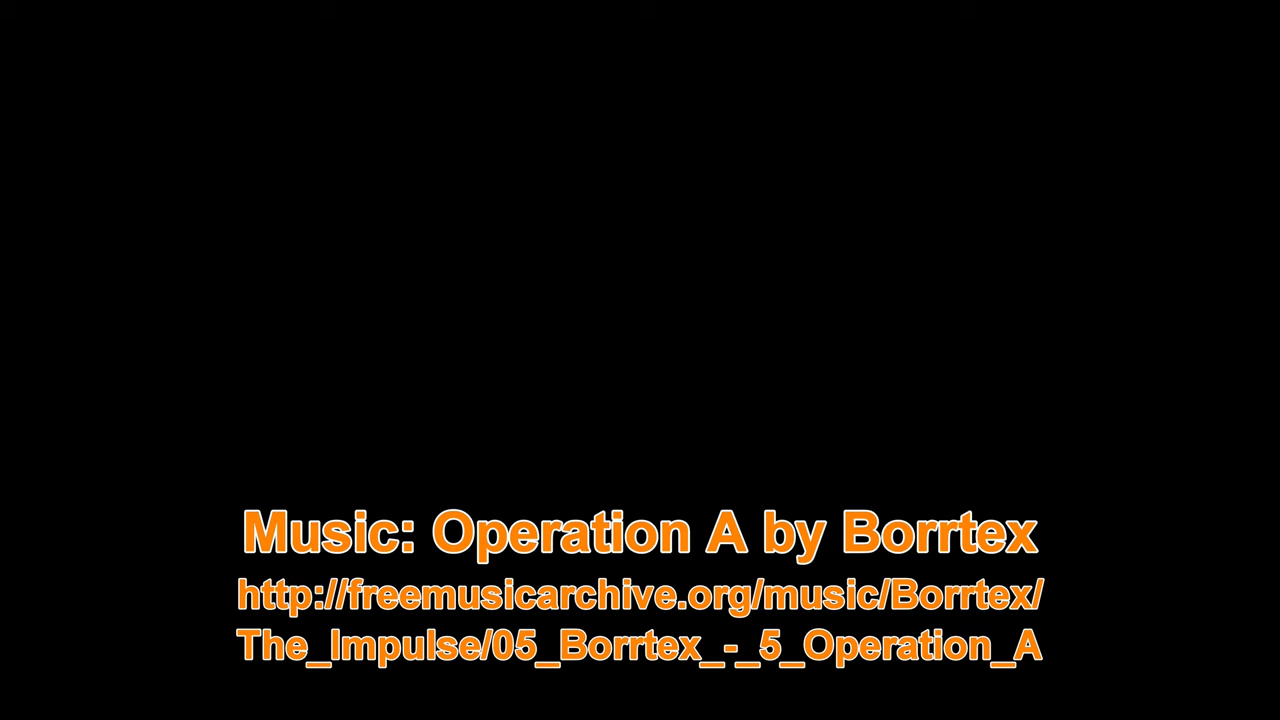 Music: Operation A by Borrtex
http://freemusicarchive.org/music/Borrtex/
The_Impulse/05_Borrtex_-_5_Operation_A